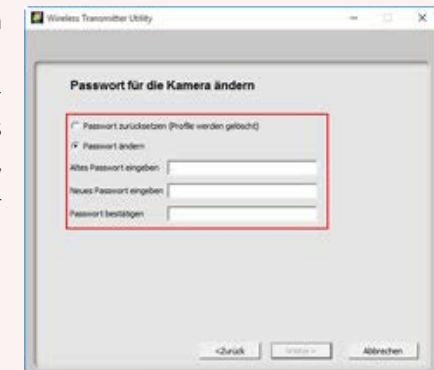 Wireless Transmitter Utility
Passwort für die Kamera ändern
Passwort zurücksetzen (Profile werden gelöscht)
Passwort ändern
Altes Passwort eingeben
Neues Passwort eingeben
Passwort bestätigen
<Zurück Weiter> Abbrechen